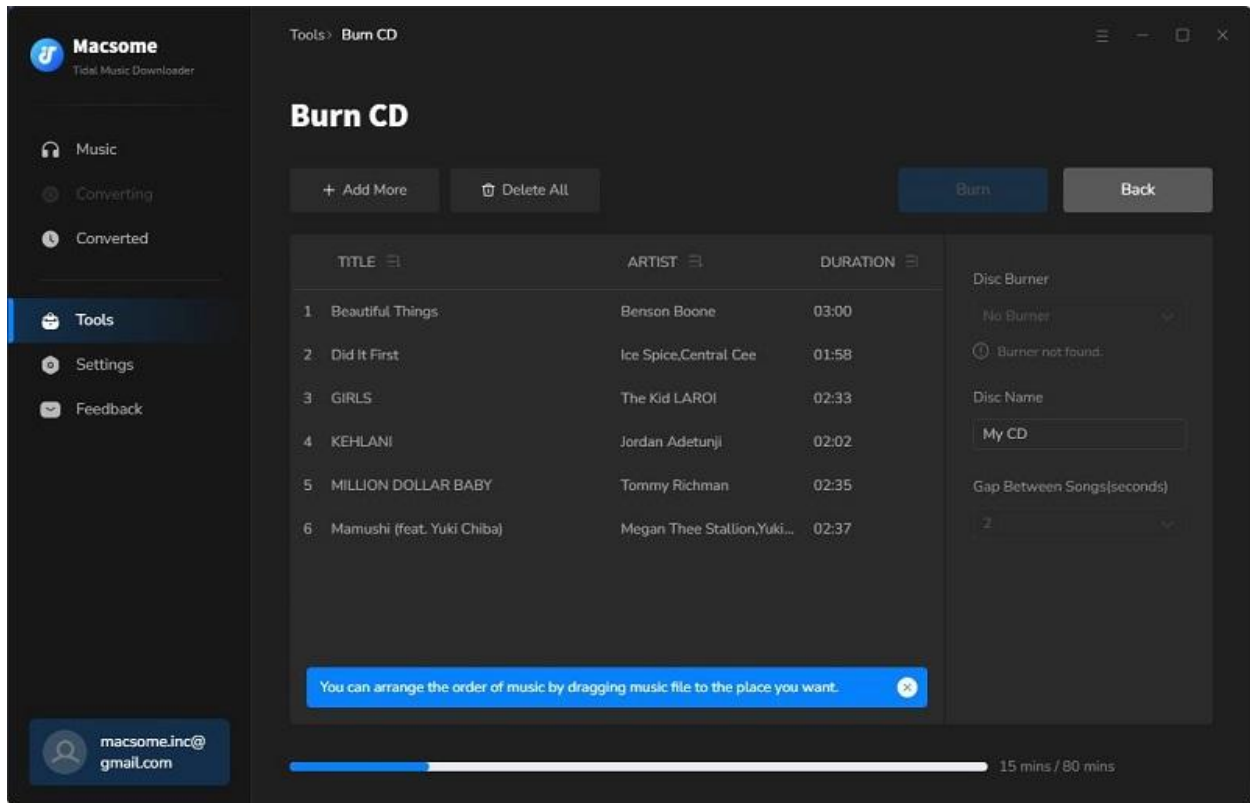 Macsome
Tidal Music Downloader
Music
Converting
Converted
Tools
Settings
Feedback
macsome.inc@
gmail.com
Tools› Burn CD
Burn CD
+ Add More
Delete All
Burn
Back
TITLE ARTIST DURATION
1 Beautiful Things Benson Boone 03:00
2 Did It First Ice Spice,Central Cee 01:58
3 GIRLS The Kid LAROI 02:33
4 KEHLANI Jordan Adetunji 02:02
5 MILLION DOLLAR BABY Tommy Richman 02:35
6 Mamushi (feat. Yuki Chiba) Megan Thee Stallion,Yuki... 02:37
You can arrange the order of music by dragging music file to the place you want.
Disc Burner
No Burner
Burner not found.
Disc Name
My CD
Gap Between Songs(seconds)
2
15 mins / 80 mins